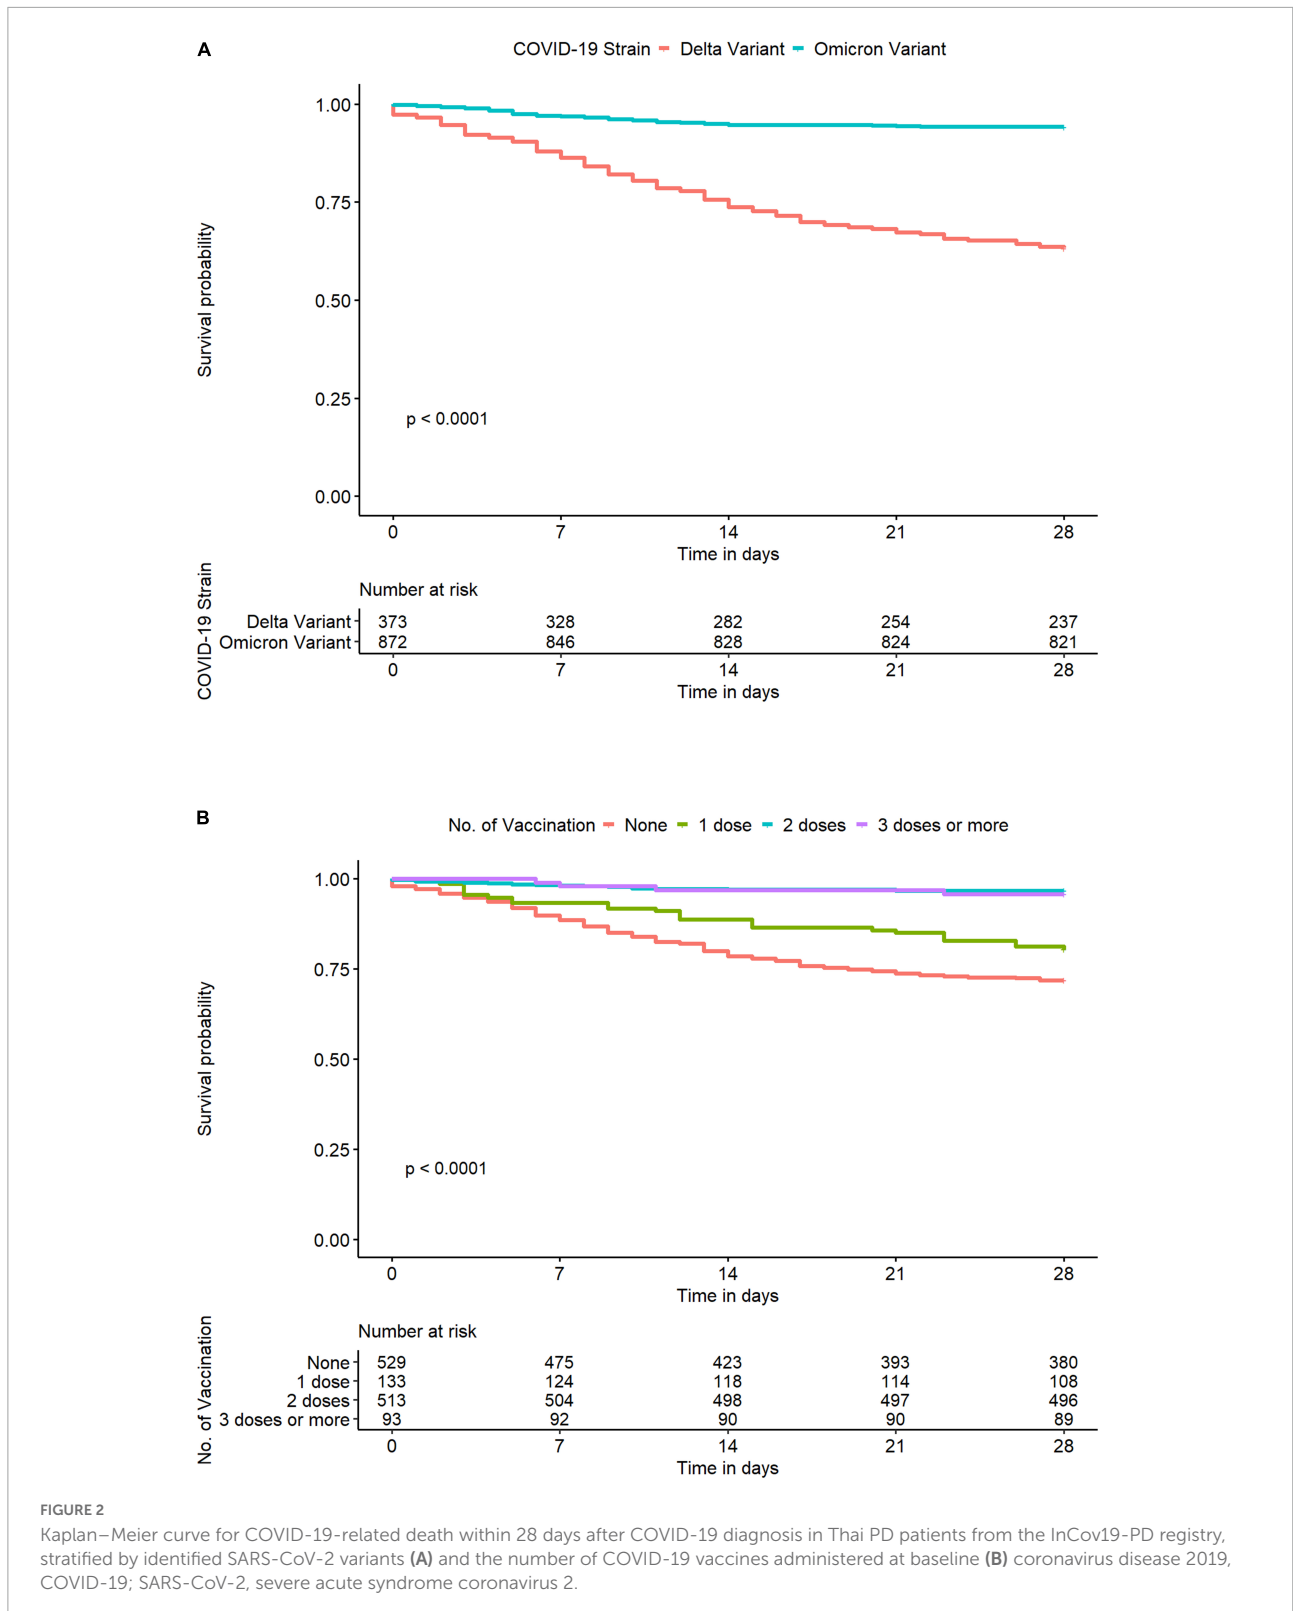 A
COVID-19 Strain Delta Variant Omicron Variant
1.00
0.75
0.50
0.25
0.00
Survival probability
p < 0.0001
0 7 14 21 28
Time in days
COVID-19 Strain
Number at risk
Delta Variant 373 328 282 254 237
Omicron Variant 872 846 828 824 821
0 7 14 21 28
Time in days
B
No. of Vaccination None 1 dose 2 doses 3 doses or more
1.00
0.75
0.50
0.25
0.00
Survival probability
p < 0.0001
0 7 14 21 28
Time in days
No. of Vaccination
Number at risk
None 529 475 423 393 380
1 dose 133 124 118 114 108
2 doses 513 504 498 497 496
3 doses or more 93 92 90 90 89
0 7 14 21 28
Time in days
FIGURE 2
Kaplan–Meier curve for COVID-19-related death within 28 days after COVID-19 diagnosis in Thai PD patients from the InCov19-PD registry,
stratified by identified SARS-CoV-2 variants (A) and the number of COVID-19 vaccines administered at baseline (B) coronavirus disease 2019,
COVID-19; SARS-CoV-2, severe acute syndrome coronavirus 2.